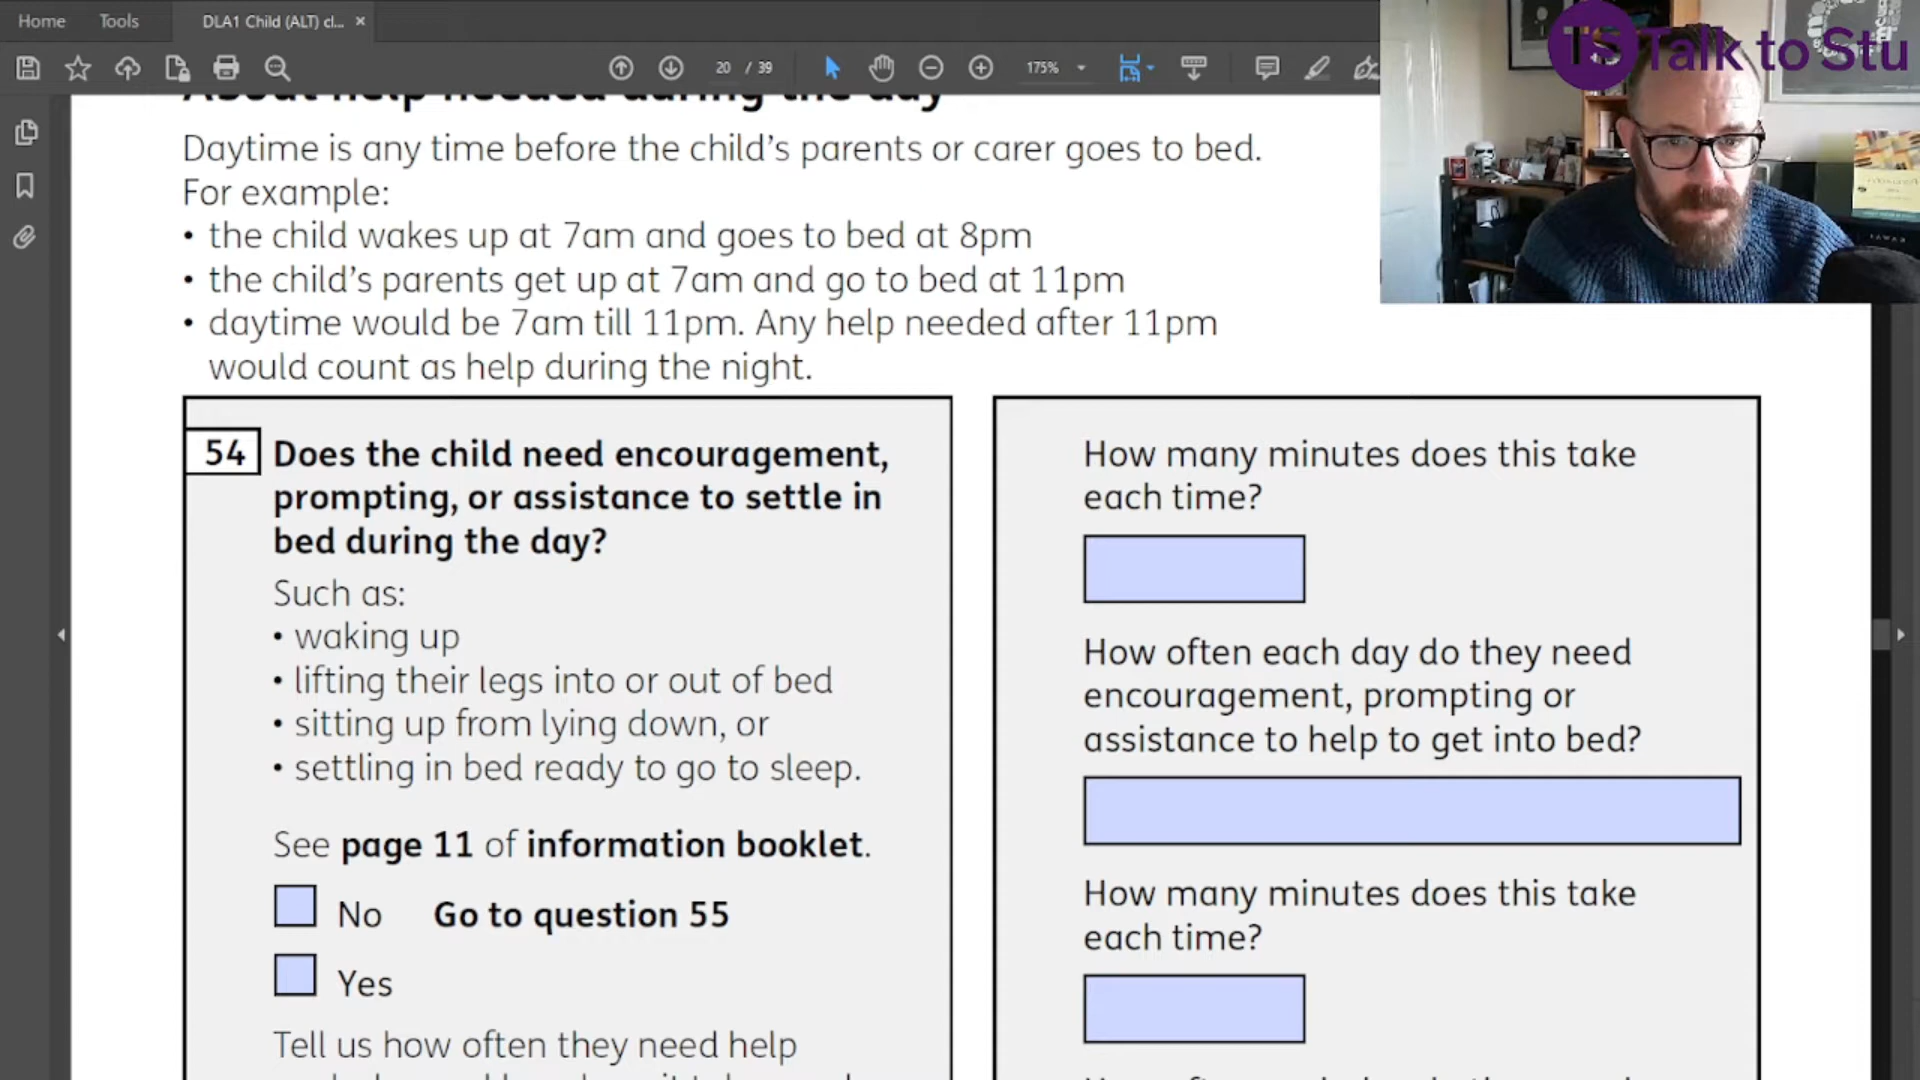 Home
Tools
DLA1 Child (ALT) cl...
20 / 39
175%
TS Talk to Stu
About help needed during the day
Daytime is any time before the child's parents or carer goes to bed.
For example:
• the child wakes up at 7am and goes to bed at 8pm
• the child's parents get up at 7am and go to bed at 11pm
• daytime would be 7am till 11pm. Any help needed after 11pm
would count as help during the night.
54 Does the child need encouragement,
prompting, or assistance to settle in
bed during the day?
Such as:
• waking up
• lifting their legs into or out of bed
• sitting up from lying down, or
• settling in bed ready to go to sleep.
See page 11 of information booklet.
No Go to question 55
Yes
Tell us how often they need help
How many minutes does this take
each time?
How often each day do they need
encouragement, prompting or
assistance to help to get into bed?
How many minutes does this take
each time?